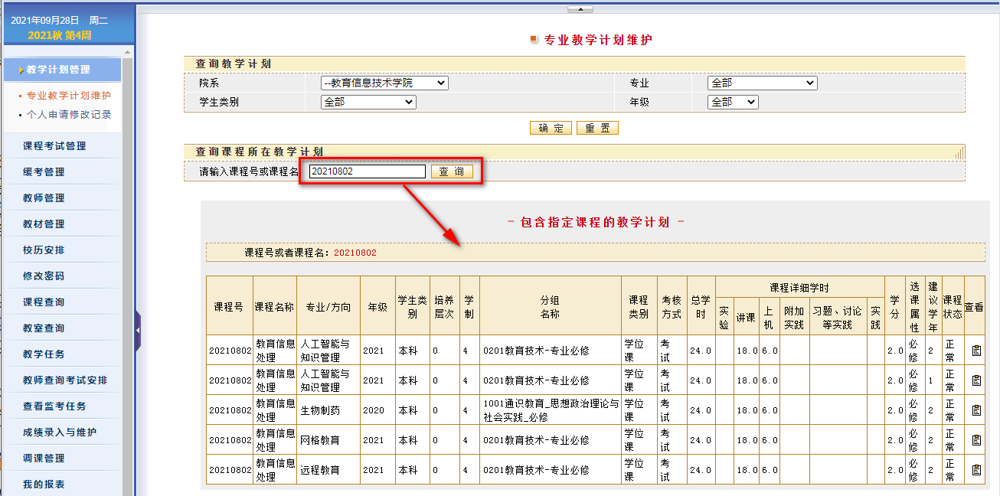 2021年09月28日 周二
2021秋 第4周
教学计划管理
专业教学计划维护
个人申请修改记录
课程考试管理
缓考管理
教师管理
教材管理
校历安排
修改密码
课程查询
教室查询
教学任务
教师查询考试安排
查看监考任务
成绩录入与维护
调课管理
我的报表
专业教学计划维护
查询教学计划
院系 --教育信息技术学院 专业 全部
学生类别 全部 年级 全部
确 定 重 置
查询课程所在教学计划
请输入课程号或课程名 20210802 查 询
- 包含指定课程的教学计划 -
课程号或者课程名: 20210802
课程号 课程名称 专业/方向 年级 学生类别 培养层次 学制 分组名称 课程类别 考核方式 总学时 课程详细学时 学分 选课属性 建议学年 课程状态 查看
实验 讲课 上机 附加实践 习题、讨论等实践 实践
20210802 教育信息处理 人工智能与知识管理 2021 本科 0 4 0201教育技术-专业必修 学位课 考试 24.0 18.0 6.0 2.0 必修 2 正常
20210802 教育信息处理 人工智能与知识管理 2021 本科 0 4 0201教育技术-专业必修 学位课 考试 24.0 18.0 6.0 2.0 必修 1 正常
20210802 教育信息处理 生物制药 2020 本科 0 4 1001通识教育_思想政治理论与社会实践_必修 学位课 考试 24.0 18.0 6.0 2.0 必修 2 正常
20210802 教育信息处理 网格教育 2021 本科 0 4 0201教育技术-专业必修 学位课 考试 24.0 18.0 6.0 2.0 必修 2 正常
20210802 教育信息处理 远程教育 2021 本科 0 4 0201教育技术-专业必修 学位课 考试 24.0 18.0 6.0 2.0 必修 2 正常